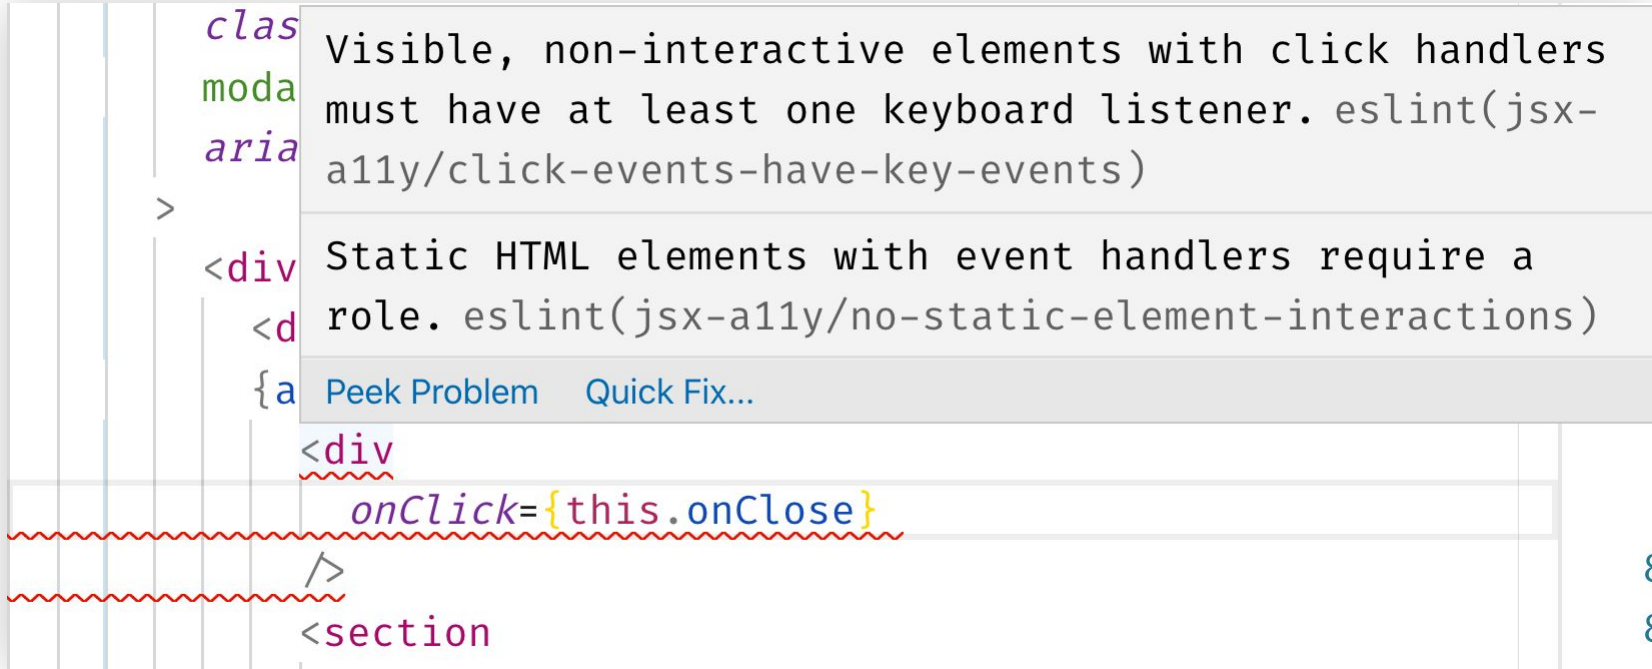 clas
Visible, non-interactive elements with click handlers
moda
must have at least one keyboard listener. eslint(jsx-
aria
a11y/click-events-have-key-events)
>
<div
Static HTML elements with event handlers require a
<d
role. eslint(jsx-a11y/no-static-element-interactions)
{a
Peek Problem Quick Fix...
<div
onClick={this.onClose}
/>
<section